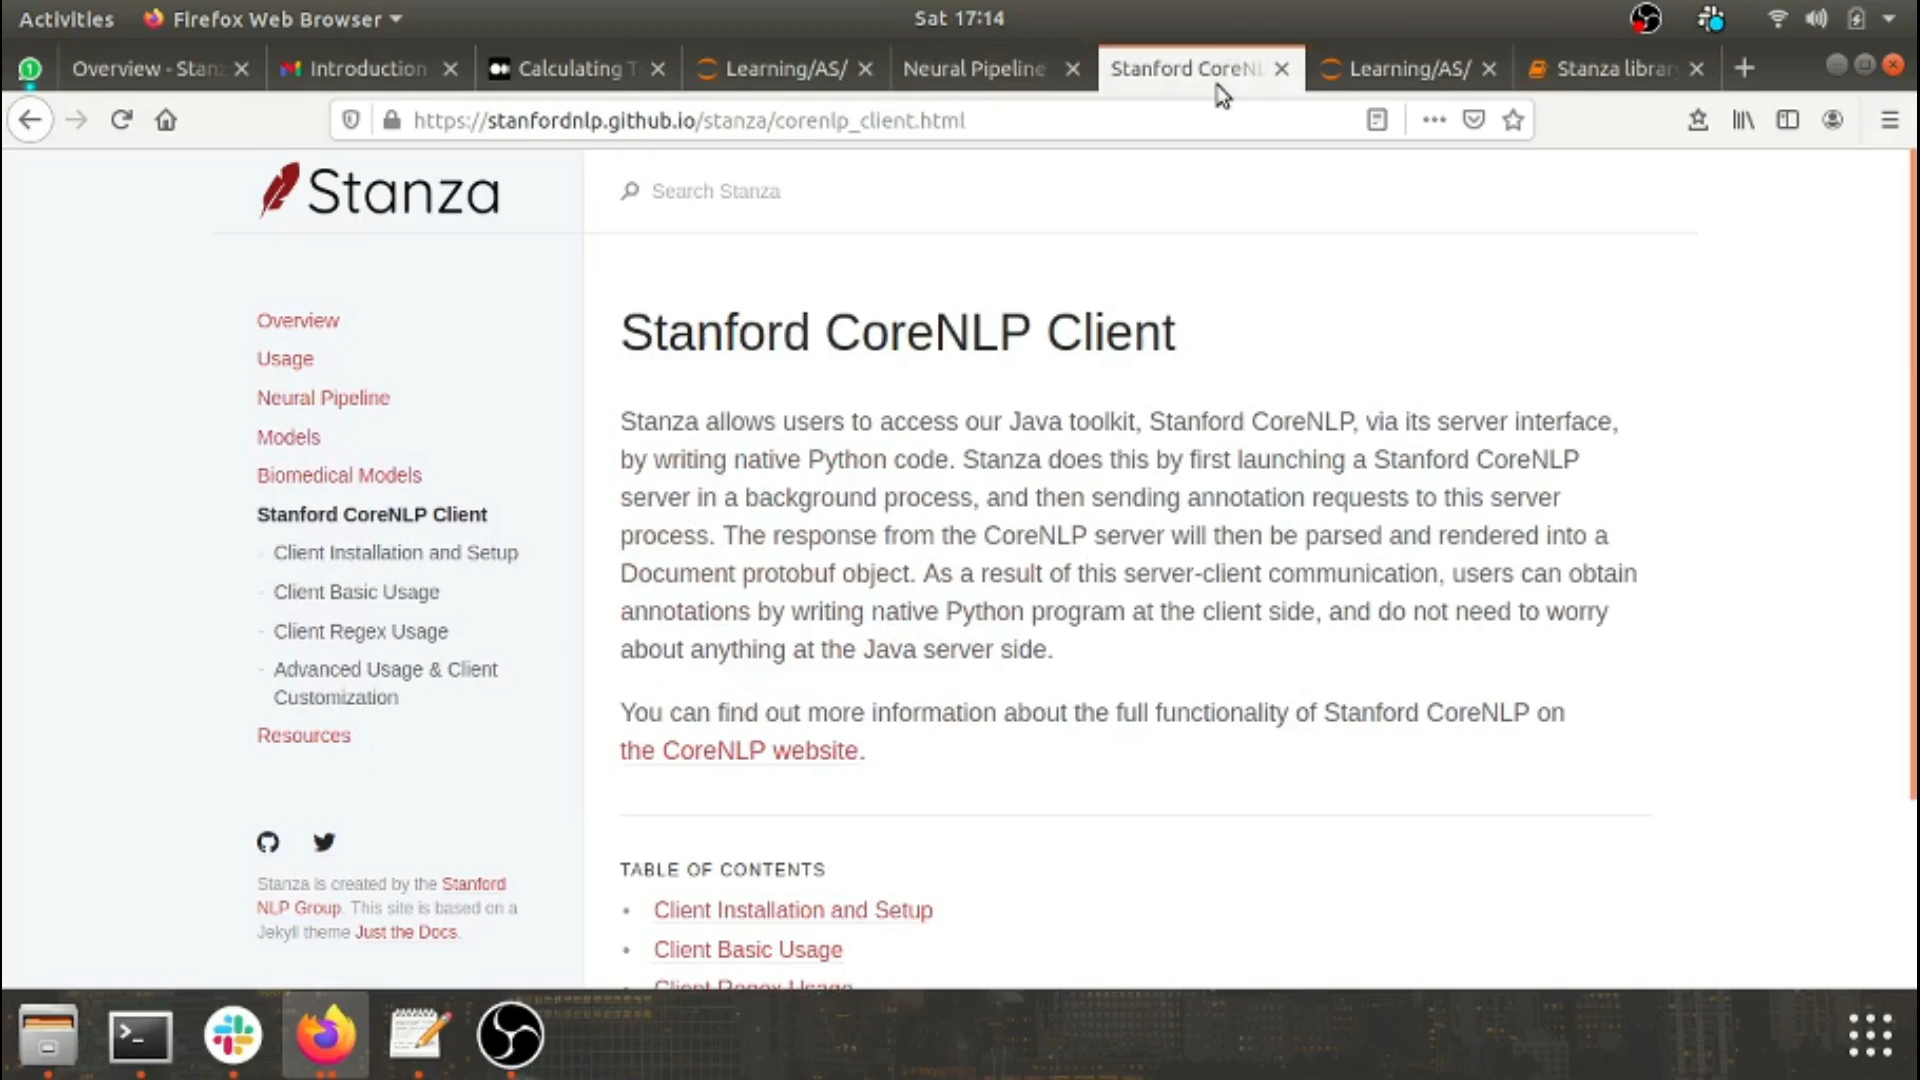 Activities Firefox Web Browser Sat 17:14
Overview - Stanz Introduction Calculating T Learning/AS/ Neural Pipeline Stanford CoreNL Learning/AS/ Stanza librar
https://stanfordnlp.github.io/stanza/corenlp_client.html
Stanza
Search Stanza
Overview
Usage
Neural Pipeline
Models
Biomedical Models
Stanford CoreNLP Client
- Client Installation and Setup
- Client Basic Usage
- Client Regex Usage
- Advanced Usage & Client
Customization
Resources
Stanza is created by the Stanford
NLP Group. This site is based on a
Jekyll theme Just the Docs.
Stanford CoreNLP Client
Stanza allows users to access our Java toolkit, Stanford CoreNLP, via its server interface,
by writing native Python code. Stanza does this by first launching a Stanford CoreNLP
server in a background process, and then sending annotation requests to this server
process. The response from the CoreNLP server will then be parsed and rendered into a
Document protobuf object. As a result of this server-client communication, users can obtain
annotations by writing native Python program at the client side, and do not need to worry
about anything at the Java server side.
You can find out more information about the full functionality of Stanford CoreNLP on
the CoreNLP website.
TABLE OF CONTENTS
• Client Installation and Setup
• Client Basic Usage
• Client Regex Usage